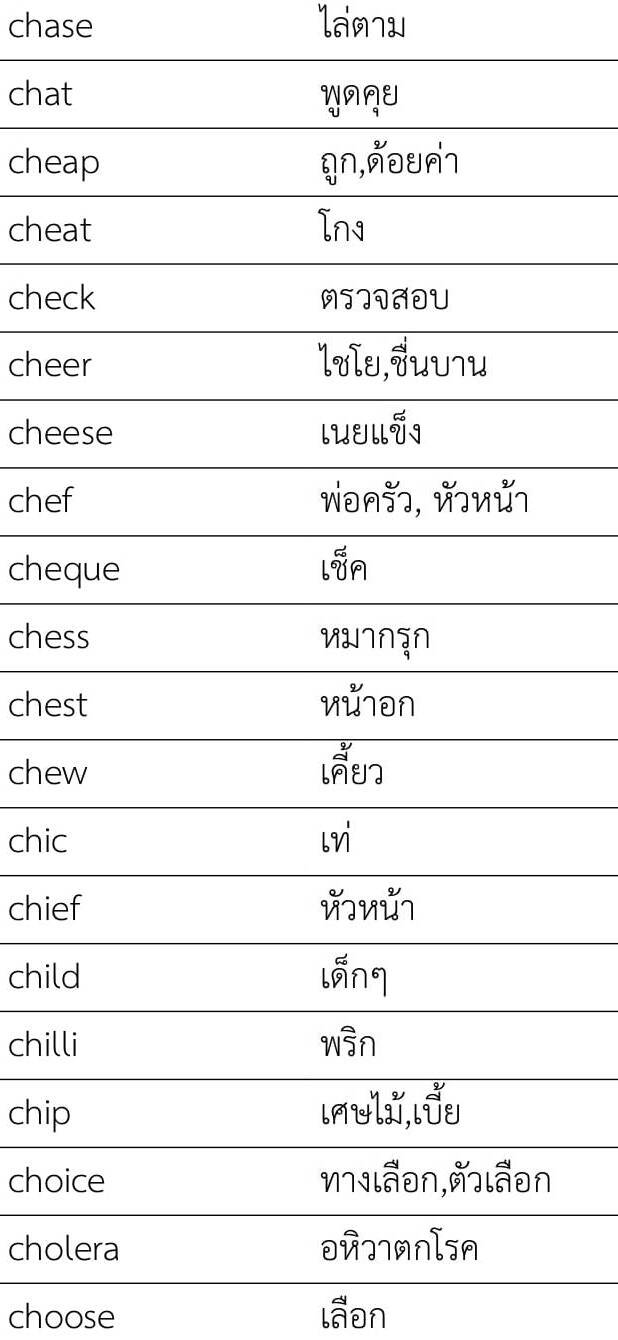 chase ไล่ตาม
chat พูดคุย
cheap ถูก,ด้อยค่า
cheat โกง
check ตรวจสอบ
cheer ไชโย,ชื่นบาน
cheese เนยแข็ง
chef พ่อครัว, หัวหน้า
cheque เช็ค
chess หมากรุก
chest หน้าอก
chew เคี้ยว
chic เท่
chief หัวหน้า
child เด็กๆ
chilli พริก
chip เศษไม้,เบี้ย
choice ทางเลือก,ตัวเลือก
cholera อหิวาตกโรค
choose เลือก